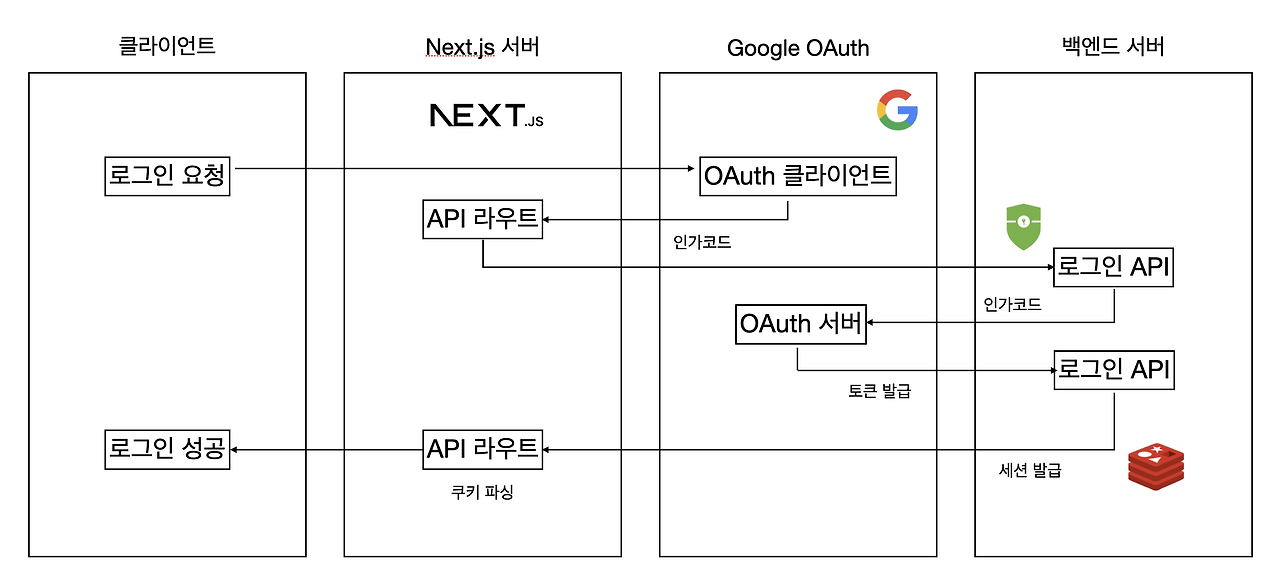 클라이언트
Next.js 서버
Google OAuth
백엔드 서버
NEXT.JS
로그인 요청
OAuth 클라이언트
API 라우트
인가코드
로그인 API
인가코드
OAuth 서버
로그인 API
토큰 발급
로그인 성공
API 라우트
세션 발급
쿠키 파싱